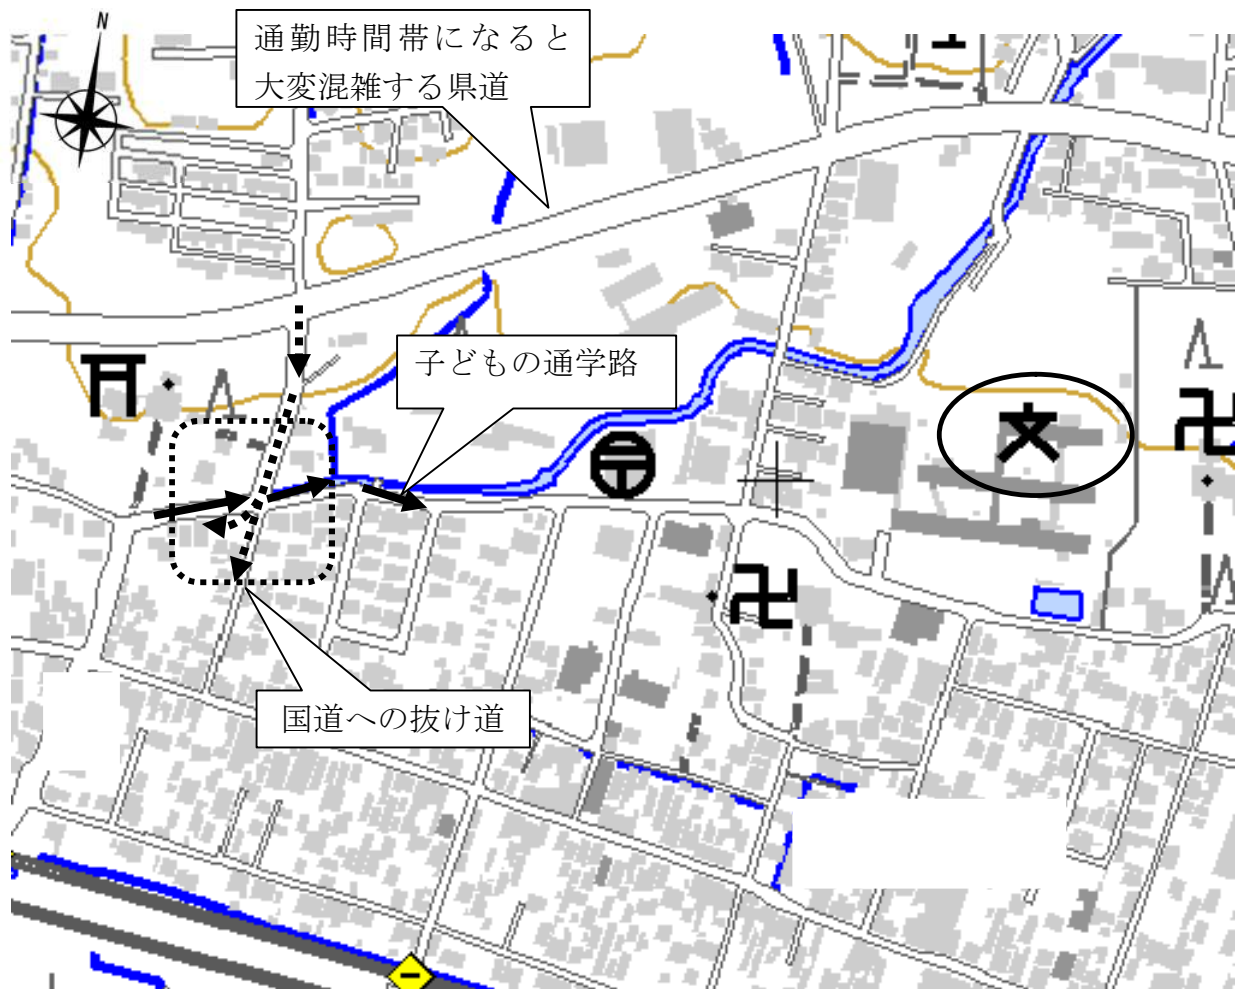 N
通勤時間帯になると
大変混雑する県道
子どもの通学路
文
国道への抜け道